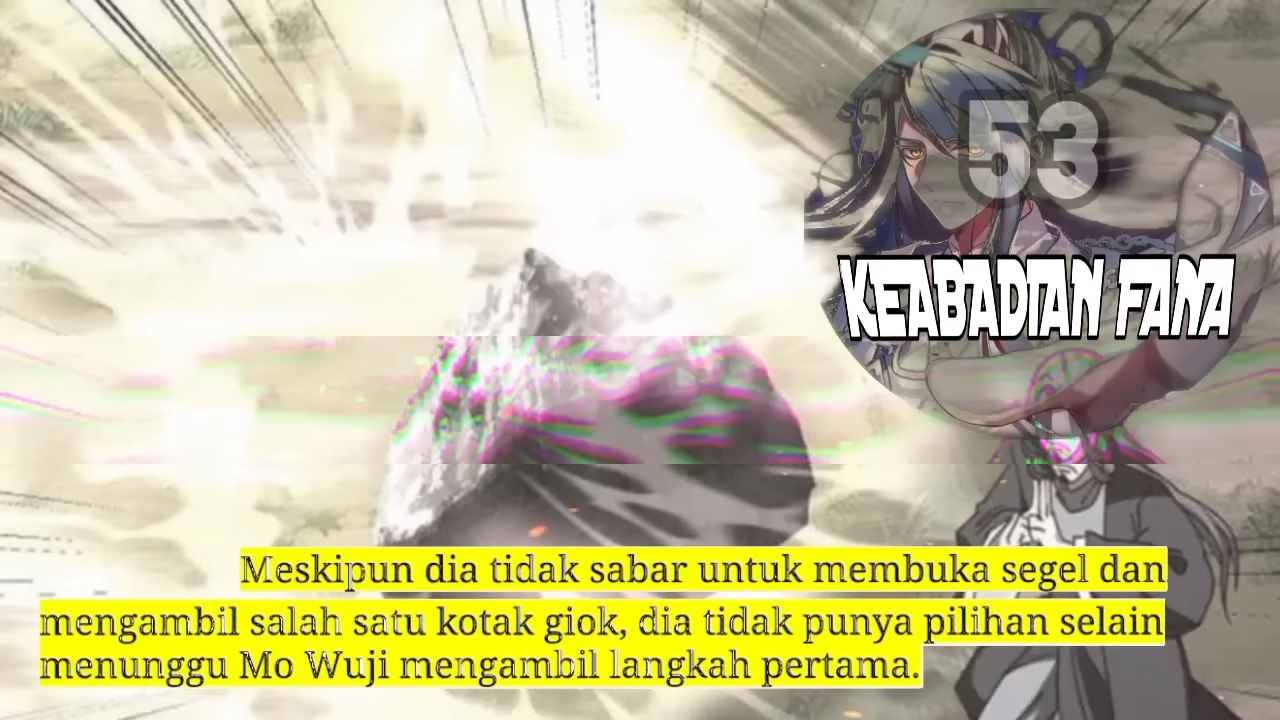 53
KEABADIAN FANA
Meskipun dia tidak sabar untuk membuka segel dan
mengambil salah satu kotak giok, dia tidak punya pilihan selain
menunggu Mo Wuji mengambil langkah pertama.